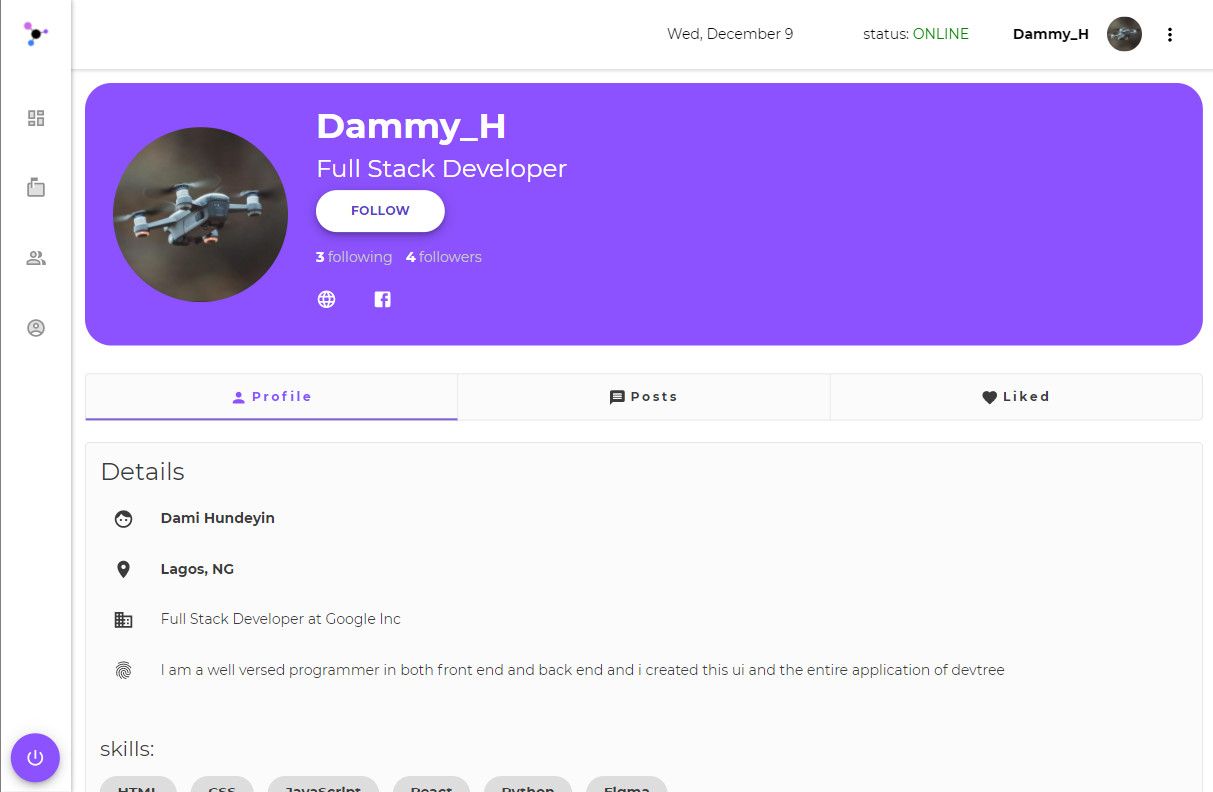 Wed, December 9 status: ONLINE Dammy_H
Dammy_H
Full Stack Developer
FOLLOW
3 following 4 followers
Profile Posts Liked
Details
Dami Hundeyin
Lagos, NG
Full Stack Developer at Google Inc
I am a well versed programmer in both front end and back end and i created this ui and the entire application of devtree
skills:
HTML CSS JavaScript React Python Figma